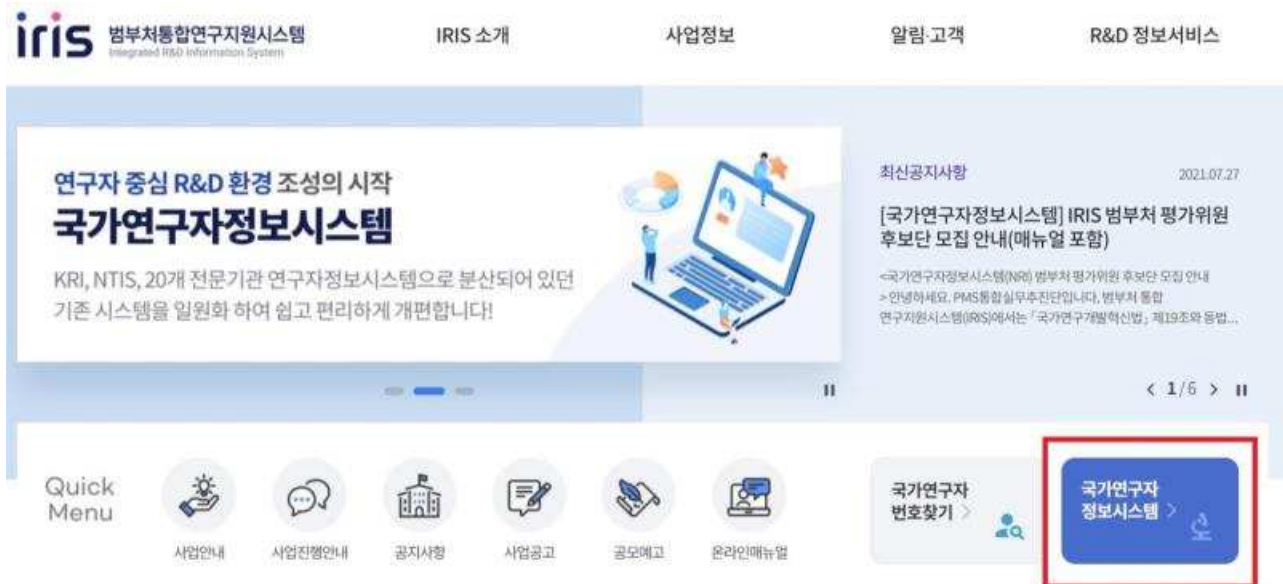 iris 범부처통합연구지원시스템
Integrated R&D Information System
IRIS 소개
사업정보
알림·고객
R&D 정보서비스
연구자 중심 R&D 환경 조성의 시작
국가연구자정보시스템
KRI, NTIS, 20개 전문기관 연구자정보시스템으로 분산되어 있던
기존 시스템을 일원화 하여 쉽고 편리하게 개편합니다!
최신공지사항
2021.07.27
[국가연구자정보시스템] IRIS 범부처 평가위원
후보단 모집 안내(매뉴얼 포함)
<국가연구자정보시스템(NRI) 범부처 평가위원 후보단 모집 안내
> 안녕하세요. PMS통합실무추진단입니다. 범부처 통합
연구지원시스템(IRIS)에서는 「국가연구개발혁신법」 제19조와 동법...
< 1/6 >
Quick
Menu
사업안내
사업진행안내
공지사항
사업공고
공모예고
온라인매뉴얼
국가연구자
번호찾기 >
국가연구자
정보시스템 >